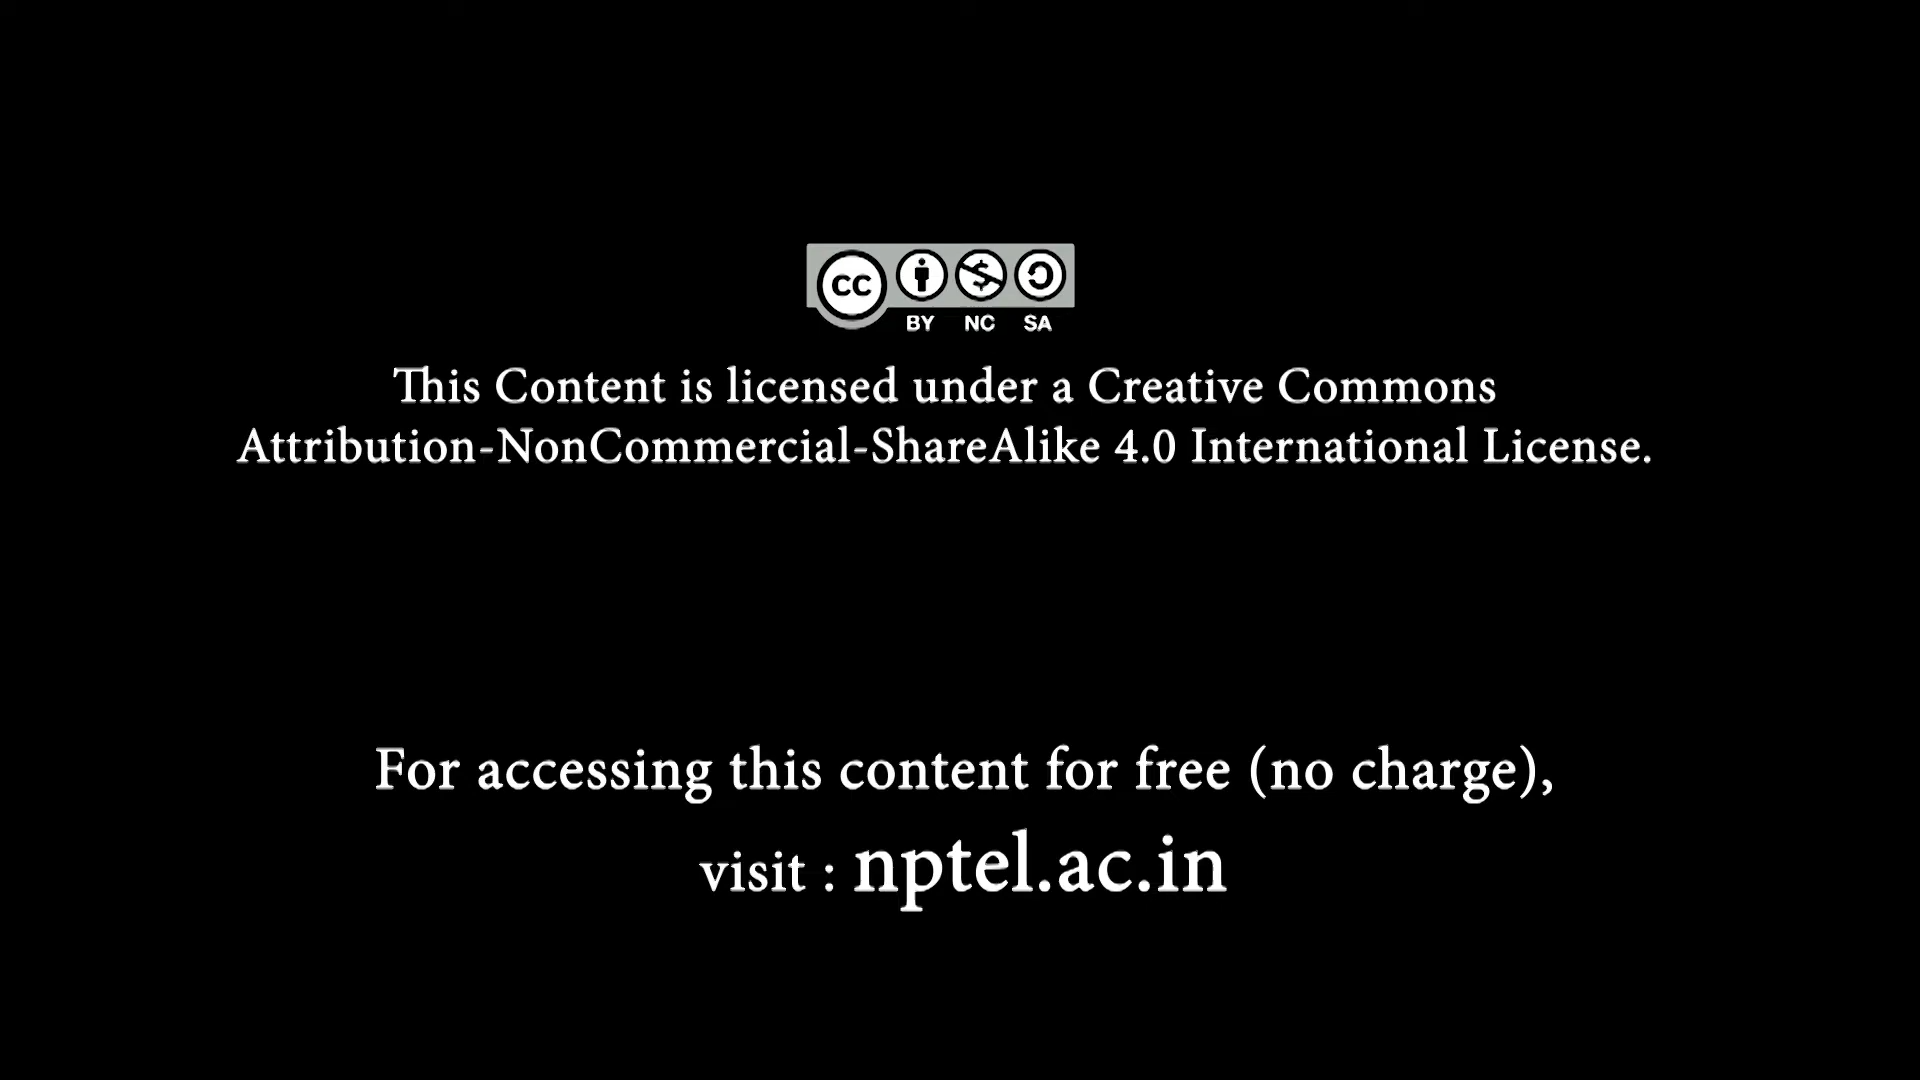 cc
BY NC SA
This Content is licensed under a Creative Commons
Attribution-NonCommercial-ShareAlike 4.0 International License.
For accessing this content for free (no charge),
visit : nptel.ac.in